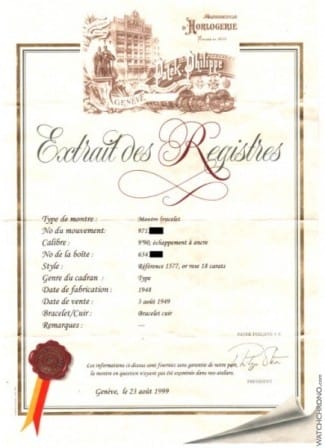 Manufacture
d'HORLOGERIE
Patek, Philippe
GENÈVE
Extrait des Registres
Type de montre : Montre bracelet
No du mouvement: 971
Calibre : 9'''90, échappement à ancre
No de la boîte : 654
Style : Référence 1577, or rose 18 carats
Genre du cadran : Type
Date de fabrication: 1948
Date de vente : 3 août 1949
Bracelet/Cuir : Bracelet cuir
Remarques : ---
PATEK PHILIPPE S A
Les informations ci-dessus sont fournies sans garantie de notre part,
la montre en question n'ayant pas été expertisée dans nos ateliers.
PRESIDENT
Genève, le 23 août 1999
WATCHCHRONO.com